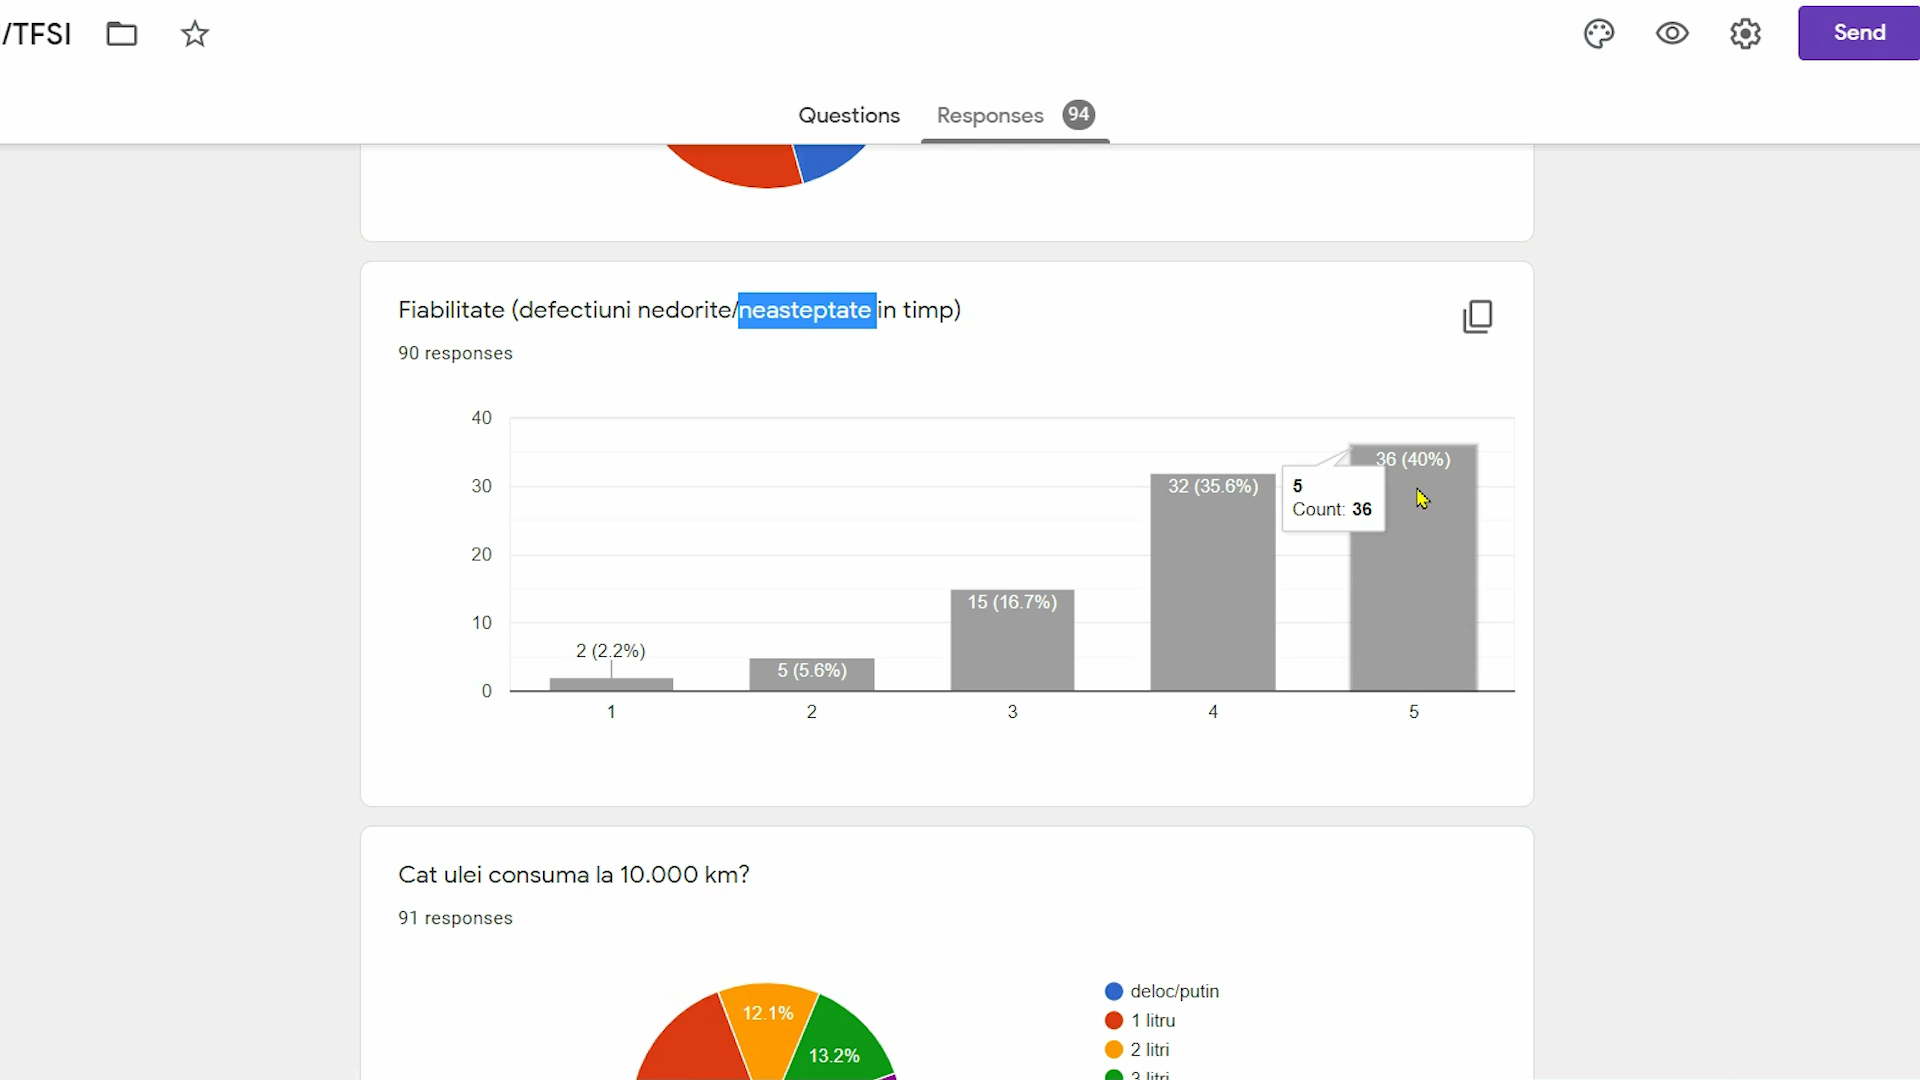 /TFSI
Send
Questions
Responses 94
Fiabilitate (defectiuni nedorite/neasteptate in timp)
90 responses
40
30
20
10
0
2 (2.2%)
5 (5.6%)
15 (16.7%)
32 (35.6%)
36 (40%)
5
Count: 36
1
2
3
4
5
Cat ulei consuma la 10.000 km?
91 responses
12.1%
13.2%
deloc/putin
1 litru
2 litri
3 litri